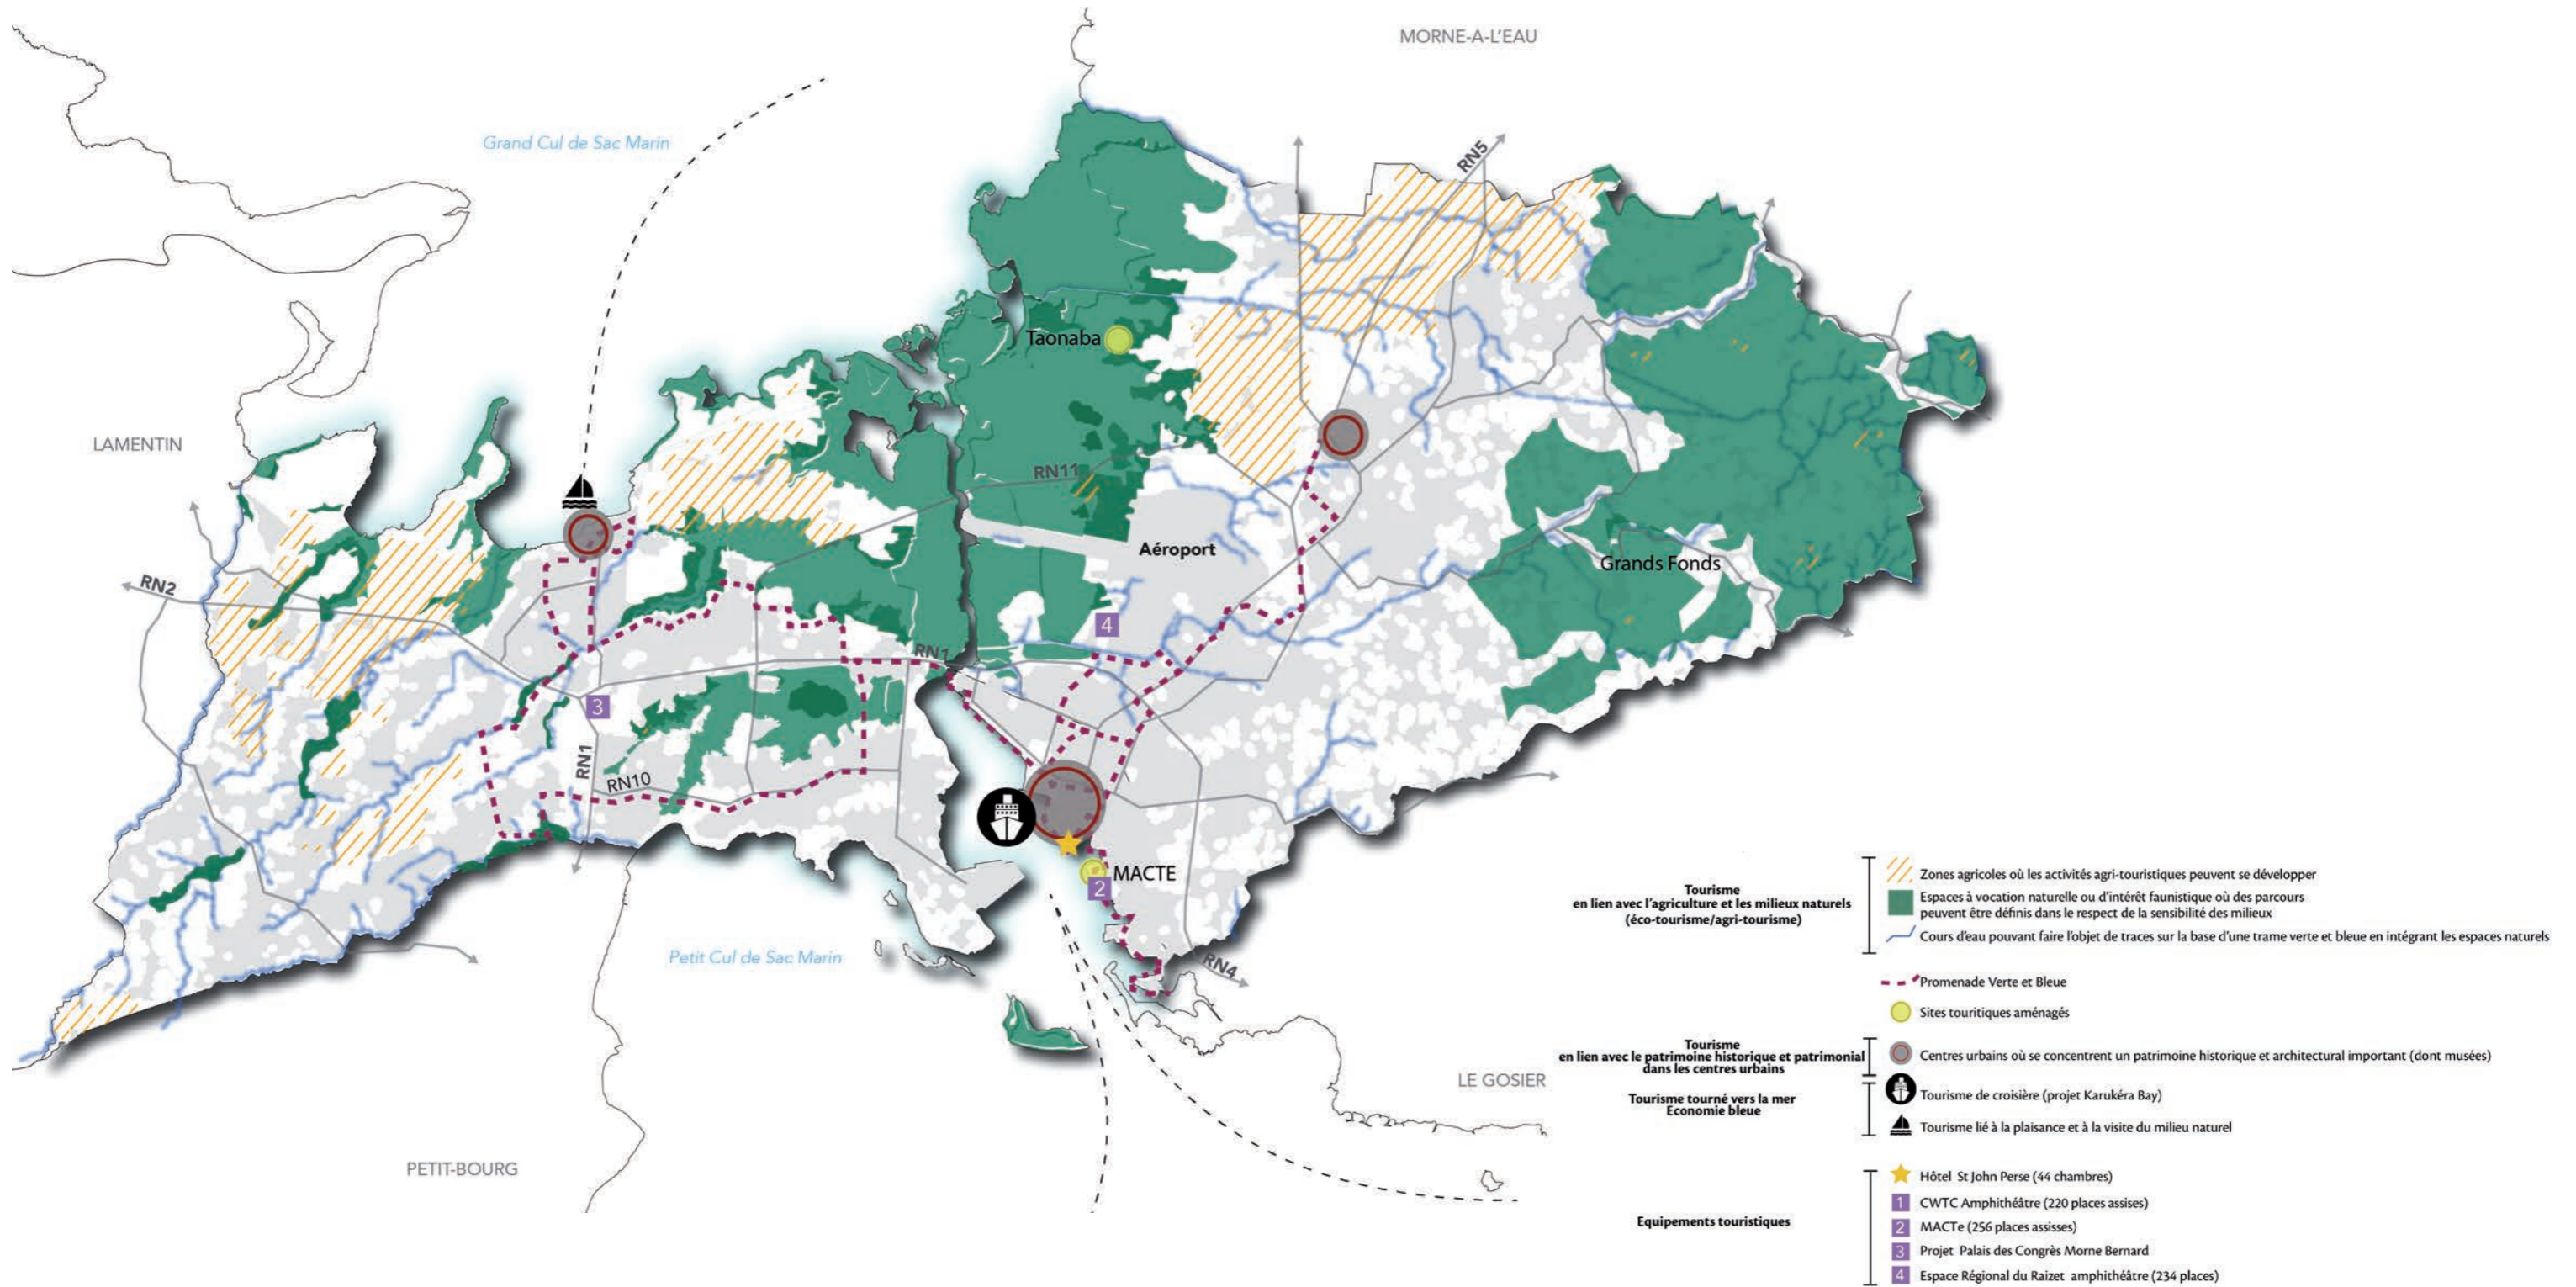 MORNE-A-L'EAU
Grand Cul de Sac Marin
RN5
Taonaba
LAMENTIN
RN11
Aéroport
Grands Fonds
RN2
4
RN1
3
RN1
RN10
MACTE
2
Petit Cul de Sac Marin
RN4
LE GOSIER
PETIT-BOURG
Tourisme
en lien avec l'agriculture et les milieux naturels
(éco-tourisme/agri-tourisme)
Zones agricoles où les activités agri-touristiques peuvent se développer
Espaces à vocation naturelle ou d'intérêt faunistique où des parcours
peuvent être définis dans le respect de la sensibilité des milieux
Cours d'eau pouvant faire l'objet de traces sur la base d'une trame verte et bleue en intégrant les espaces naturels
Promenade Verte et Bleue
Sites touritiques aménagés
Tourisme
en lien avec le patrimoine historique et patrimonial
dans les centres urbains
Centres urbains où se concentrent un patrimoine historique et architectural important (dont musées)
Tourisme tourné vers la mer
Economie bleue
Tourisme de croisière (projet Karukéra Bay)
Tourisme lié à la plaisance et à la visite du milieu naturel
Equipements touristiques
Hôtel St John Perse (44 chambres)
1 CWTC Amphithéâtre (220 places assises)
2 MACTe (256 places assisses)
3 Projet Palais des Congrès Morne Bernard
4 Espace Régional du Raizet amphithéâtre (234 places)